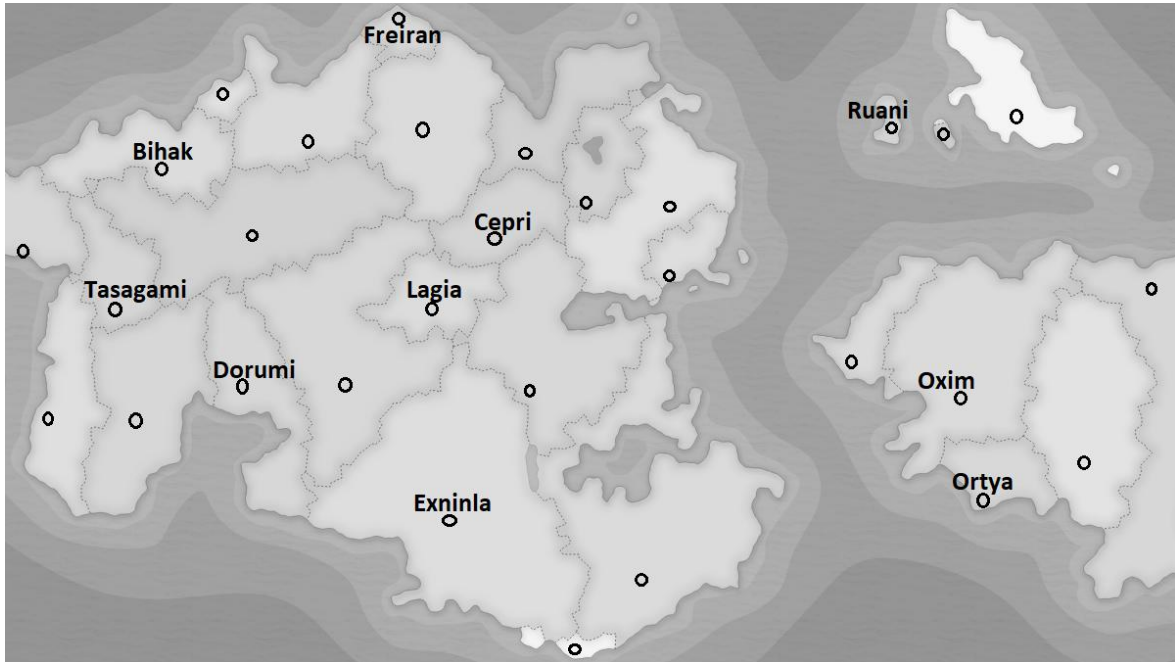 Freiran
Ruani
Bihak
Cepri
Tasagami
Lagia
Dorumi
Oxim
Ortya
Exninla